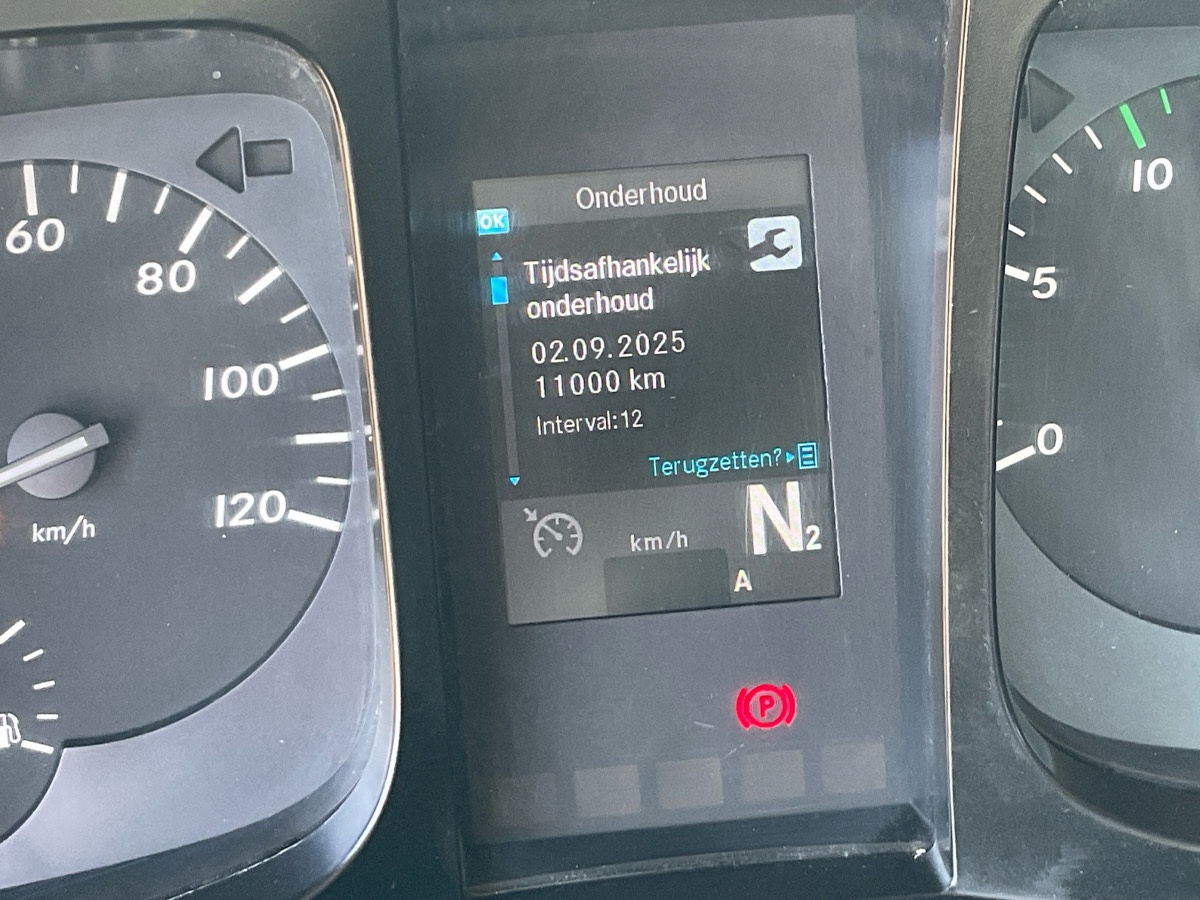 60
80
100
120
km/h
Onderhoud
OK
Tijdsafhankelijk
onderhoud
02.09.2025
11000 km
Interval:12
Terugzetten?
km/h
N2
A
P
10
5
0